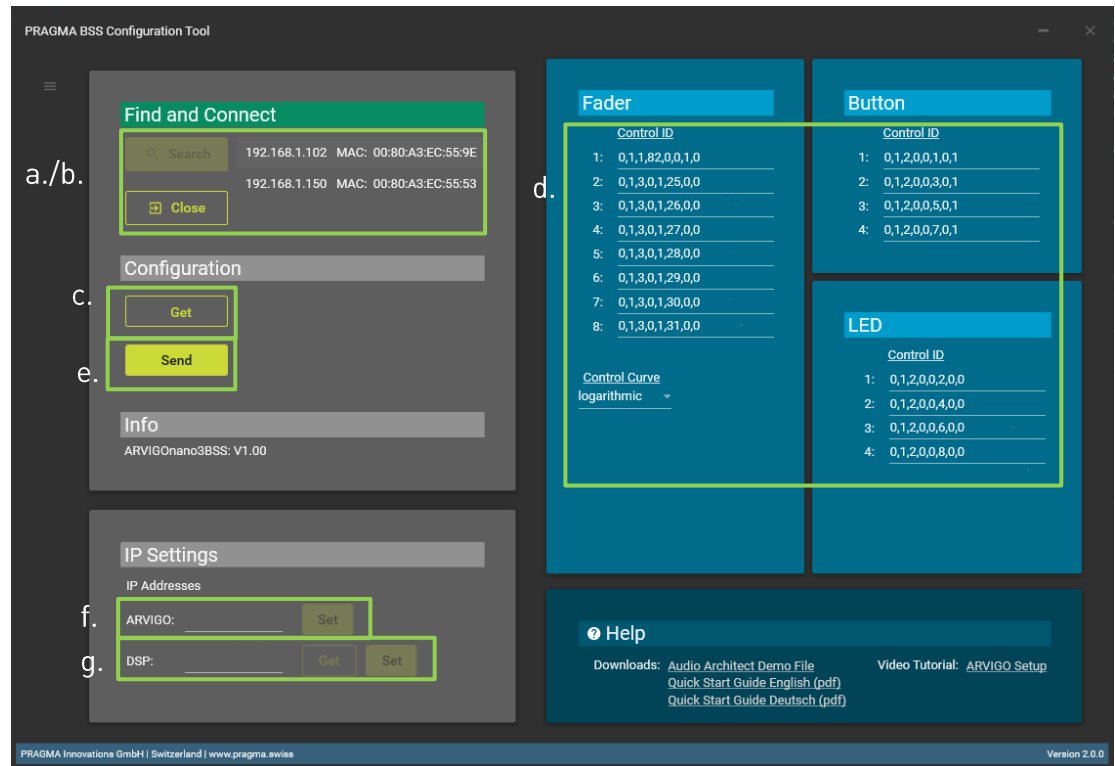 PRAGMA BSS Configuration Tool
a./b.
Find and Connect
Search
192.168.1.102 MAC: 00:80:A3:EC:55:9E
192.168.1.150 MAC: 00:80:A3:EC:55:53
Close
Configuration
c.
Get
e.
Send
Info
ARVIGOnano3BSS: V1.00
IP Settings
IP Addresses
f.
ARVIGO:
Set
g.
DSP:
Get
Set
d.
Fader
Control ID
1: 0,1,1,82,0,0,1,0
2: 0,1,3,0,1,25,0,0
3: 0,1,3,0,1,26,0,0
4: 0,1,3,0,1,27,0,0
5: 0,1,3,0,1,28,0,0
6: 0,1,3,0,1,29,0,0
7: 0,1,3,0,1,30,0,0
8: 0,1,3,0,1,31,0,0
Control Curve
logarithmic
Button
Control ID
1: 0,1,2,0,0,1,0,1
2: 0,1,2,0,0,3,0,1
3: 0,1,2,0,0,5,0,1
4: 0,1,2,0,0,7,0,1
LED
Control ID
1: 0,1,2,0,0,2,0,0
2: 0,1,2,0,0,4,0,0
3: 0,1,2,0,0,6,0,0
4: 0,1,2,0,0,8,0,0
Help
Downloads: Audio Architect Demo File
Quick Start Guide English (pdf)
Quick Start Guide Deutsch (pdf)
Video Tutorial: ARVIGO Setup
PRAGMA Innovations GmbH | Switzerland | www.pragma.swiss
Version 2.0.0